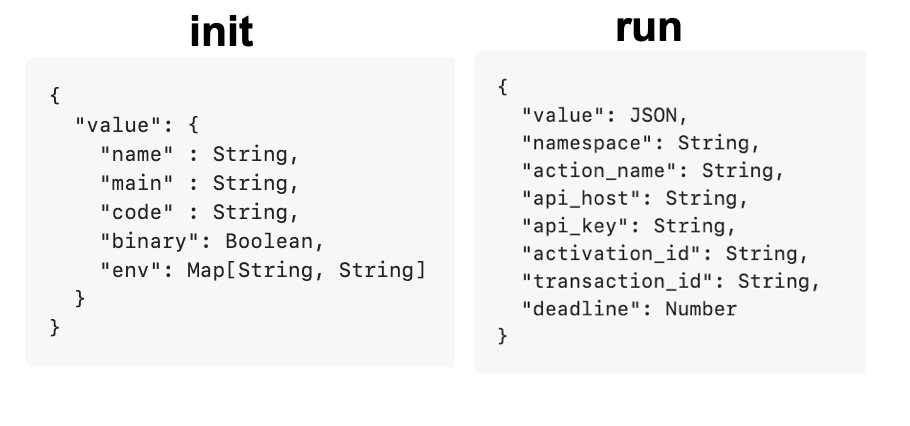 init
{
  "value": {
    "name" : String,
    "main" : String,
    "code" : String,
    "binary": Boolean,
    "env": Map[String, String]
  }
}
run
{
  "value": JSON,
  "namespace": String,
  "action_name": String,
  "api_host": String,
  "api_key": String,
  "activation_id": String,
  "transaction_id": String,
  "deadline": Number
}